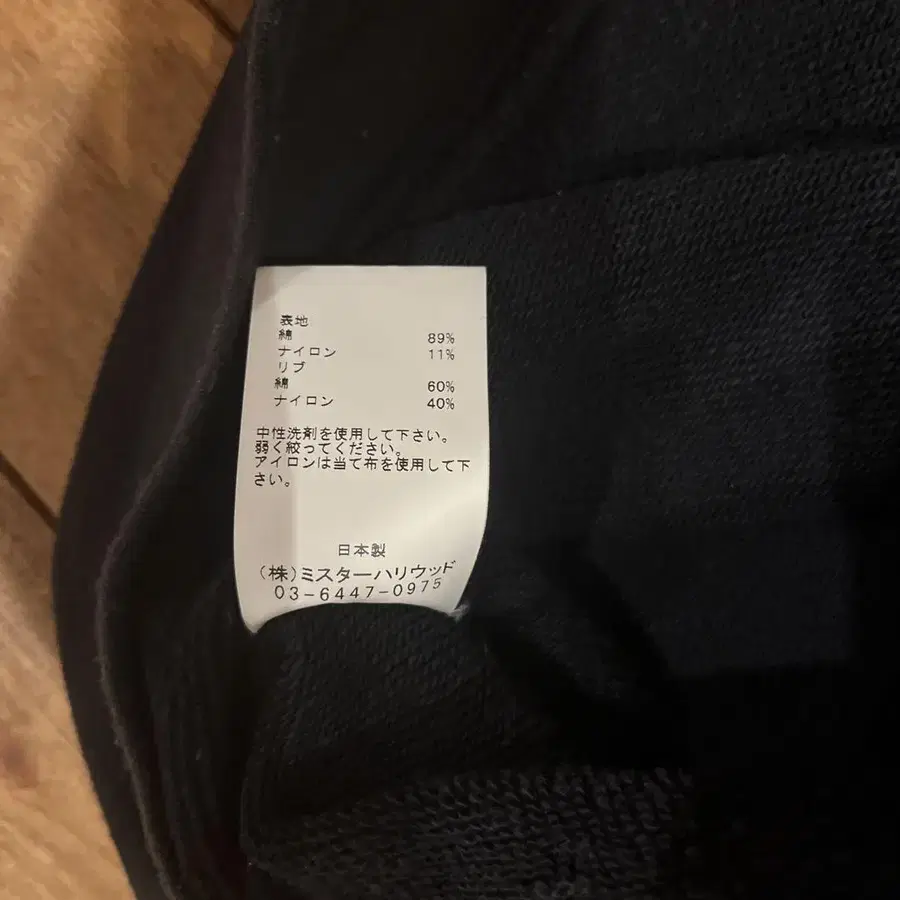 表地
綿 89%
ナイロン 11%
リブ
綿 60%
ナイロン 40%
中性洗剤を使用して下さい。
弱く絞ってください。
アイロンは当て布を使用して下
さい。
日本製
(株)ミスターハリウッド
03-6447-0975